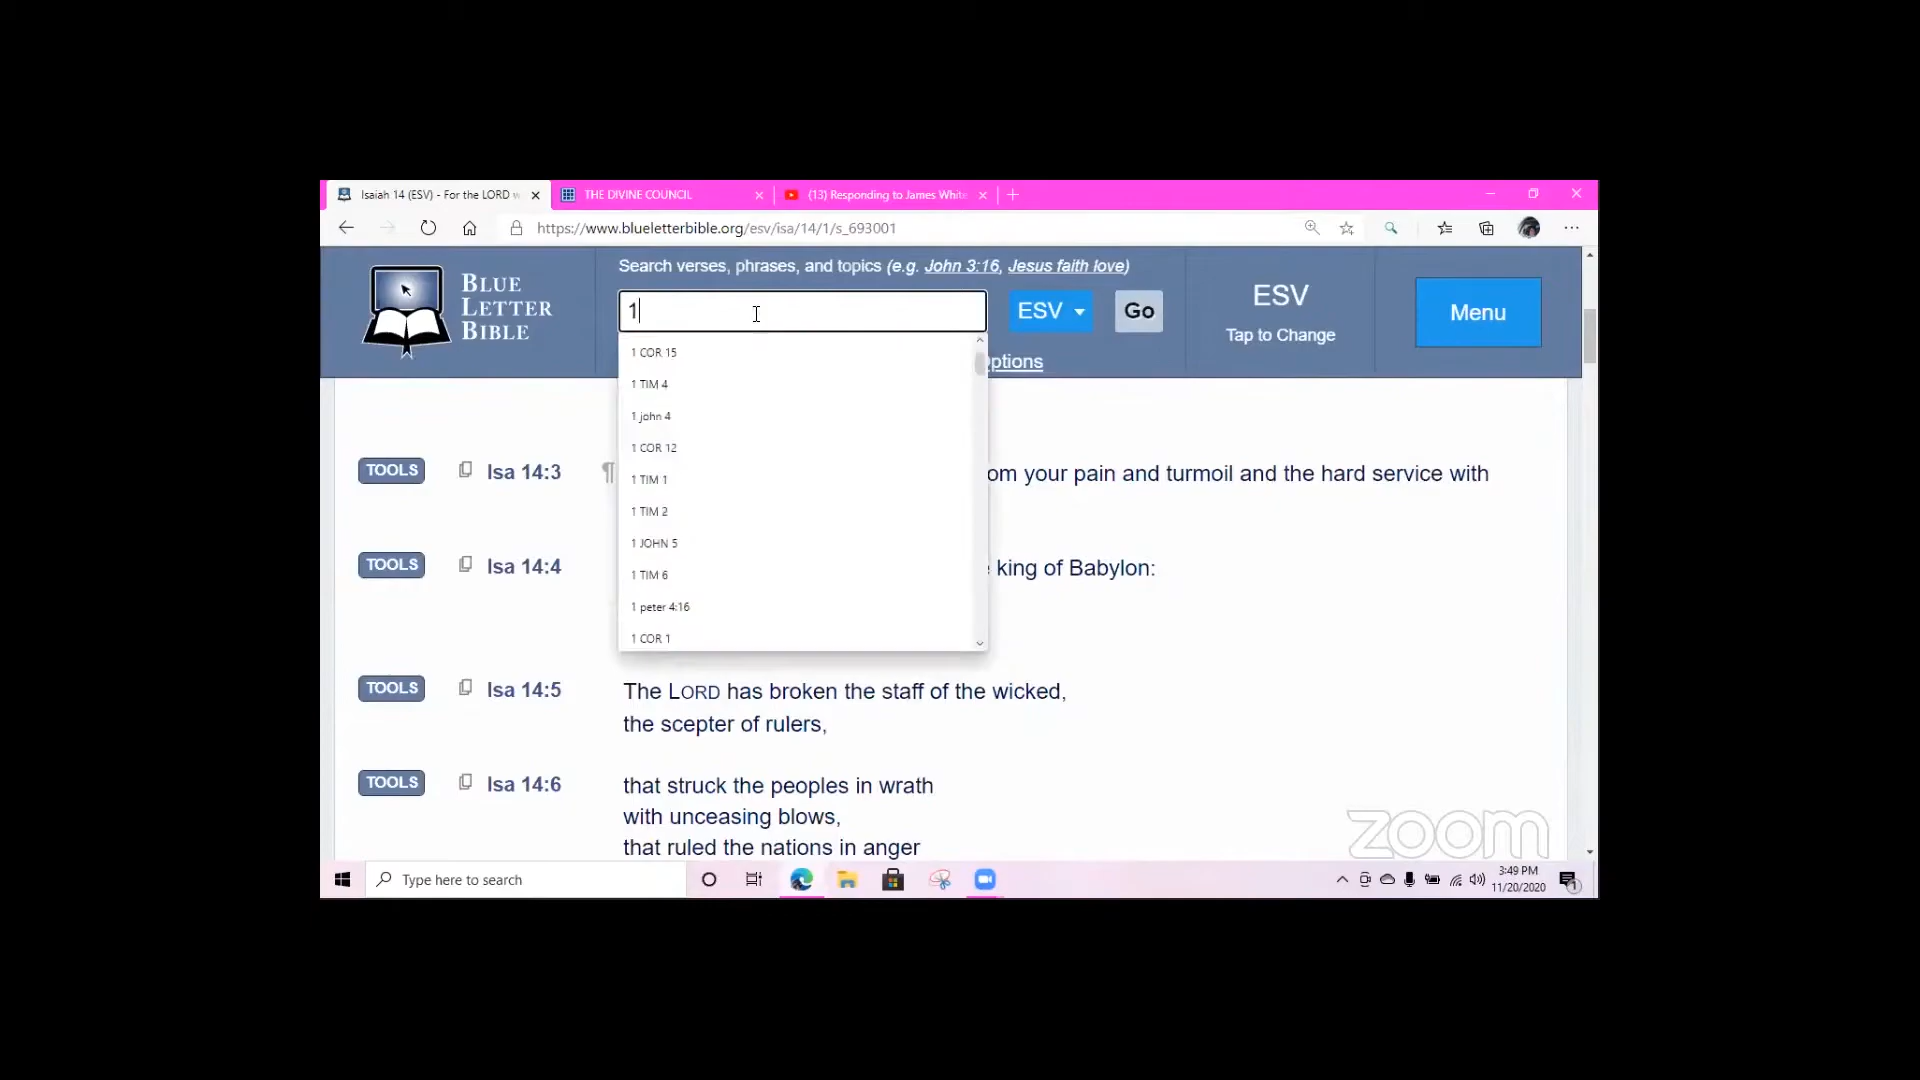 Isaiah 14 (ESV) - For the LORD w
THE DIVINE COUNCIL
(13) Responding to James White
https://www.blueletterbible.org/esv/isa/14/1/s_693001
BLUE
LETTER
BIBLE
Search verses, phrases, and topics (e.g. John 3:16, Jesus faith love)
1
ESV
Go
ESV
Tap to Change
Menu
ptions
1 COR 15
1 TIM 4
1 john 4
1 COR 12
1 TIM 1
1 TIM 2
1 JOHN 5
1 TIM 6
1 peter 4:16
1 COR 1
TOOLS Isa 14:3 ¶ om your pain and turmoil and the hard service with
TOOLS Isa 14:4 king of Babylon:
TOOLS Isa 14:5 The LORD has broken the staff of the wicked,
the scepter of rulers,
TOOLS Isa 14:6 that struck the peoples in wrath
with unceasing blows,
that ruled the nations in anger
zoom
Type here to search
3:49 PM
11/20/2020
1